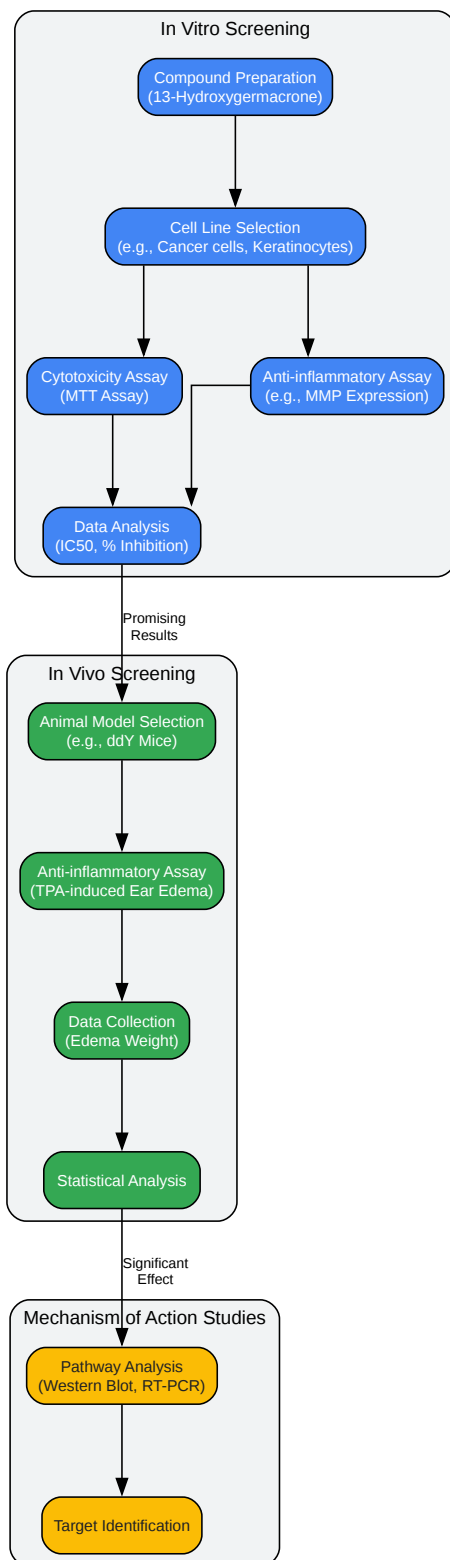 In Vitro Screening
Compound Preparation
(13-Hydroxygermacrone)
Cell Line Selection
(e.g., Cancer cells, Keratinocytes)
Cytotoxicity Assay
(MTT Assay)
Anti-inflammatory Assay
(e.g., MMP Expression)
Data Analysis
(IC50, % Inhibition)
Promising
Results
In Vivo Screening
Animal Model Selection
(e.g., ddY Mice)
Anti-inflammatory Assay
(TPA-induced Ear Edema)
Data Collection
(Edema Weight)
Statistical Analysis
Significant
Effect
Mechanism of Action Studies
Pathway Analysis
(Western Blot, RT-PCR)
Target Identification